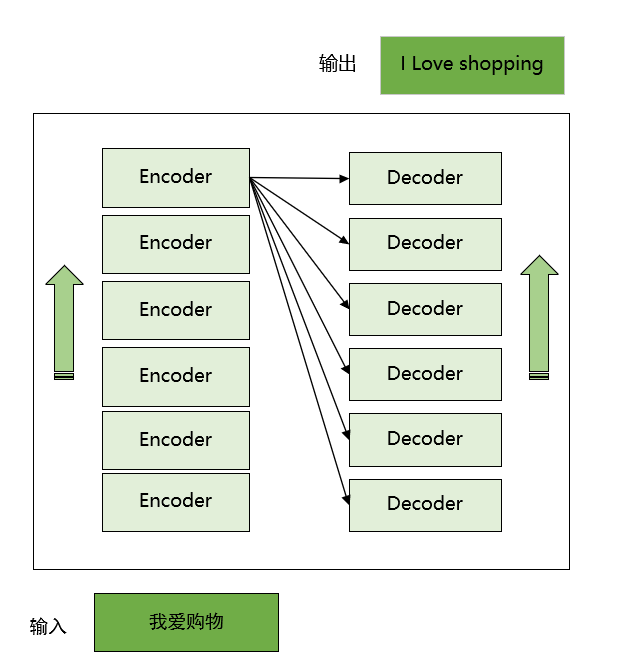 输出
I Love shopping
Encoder
Decoder
Encoder
Decoder
Encoder
Decoder
Encoder
Decoder
Encoder
Decoder
Encoder
Decoder
输入
我爱购物